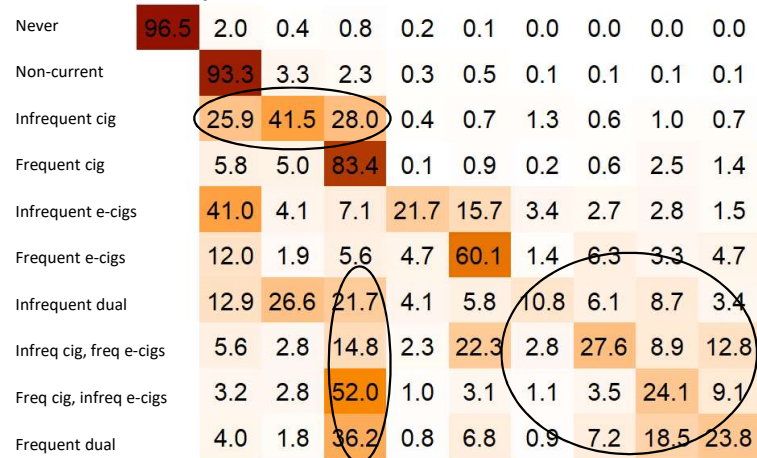 Never 96.5 2.0 0.4 0.8 0.2 0.1 0.0 0.0 0.0 0.0
Non-current 93.3 3.3 2.3 0.3 0.5 0.1 0.1 0.1 0.1
Infrequent cig 25.9 41.5 28.0 0.4 0.7 1.3 0.6 1.0 0.7
Frequent cig 5.8 5.0 83.4 0.1 0.9 0.2 0.6 2.5 1.4
Infrequent e-cigs 41.0 4.1 7.1 21.7 15.7 3.4 2.7 2.8 1.5
Frequent e-cigs 12.0 1.9 5.6 4.7 60.1 1.4 6.3 3.3 4.7
Infrequent dual 12.9 26.6 21.7 4.1 5.8 10.8 6.1 8.7 3.4
Infreq cig, freq e-cigs 5.6 2.8 14.8 2.3 22.3 2.8 27.6 8.9 12.8
Freq cig, infreq e-cigs 3.2 2.8 52.0 1.0 3.1 1.1 3.5 24.1 9.1
Frequent dual 4.0 1.8 36.2 0.8 6.8 0.9 7.2 18.5 23.8